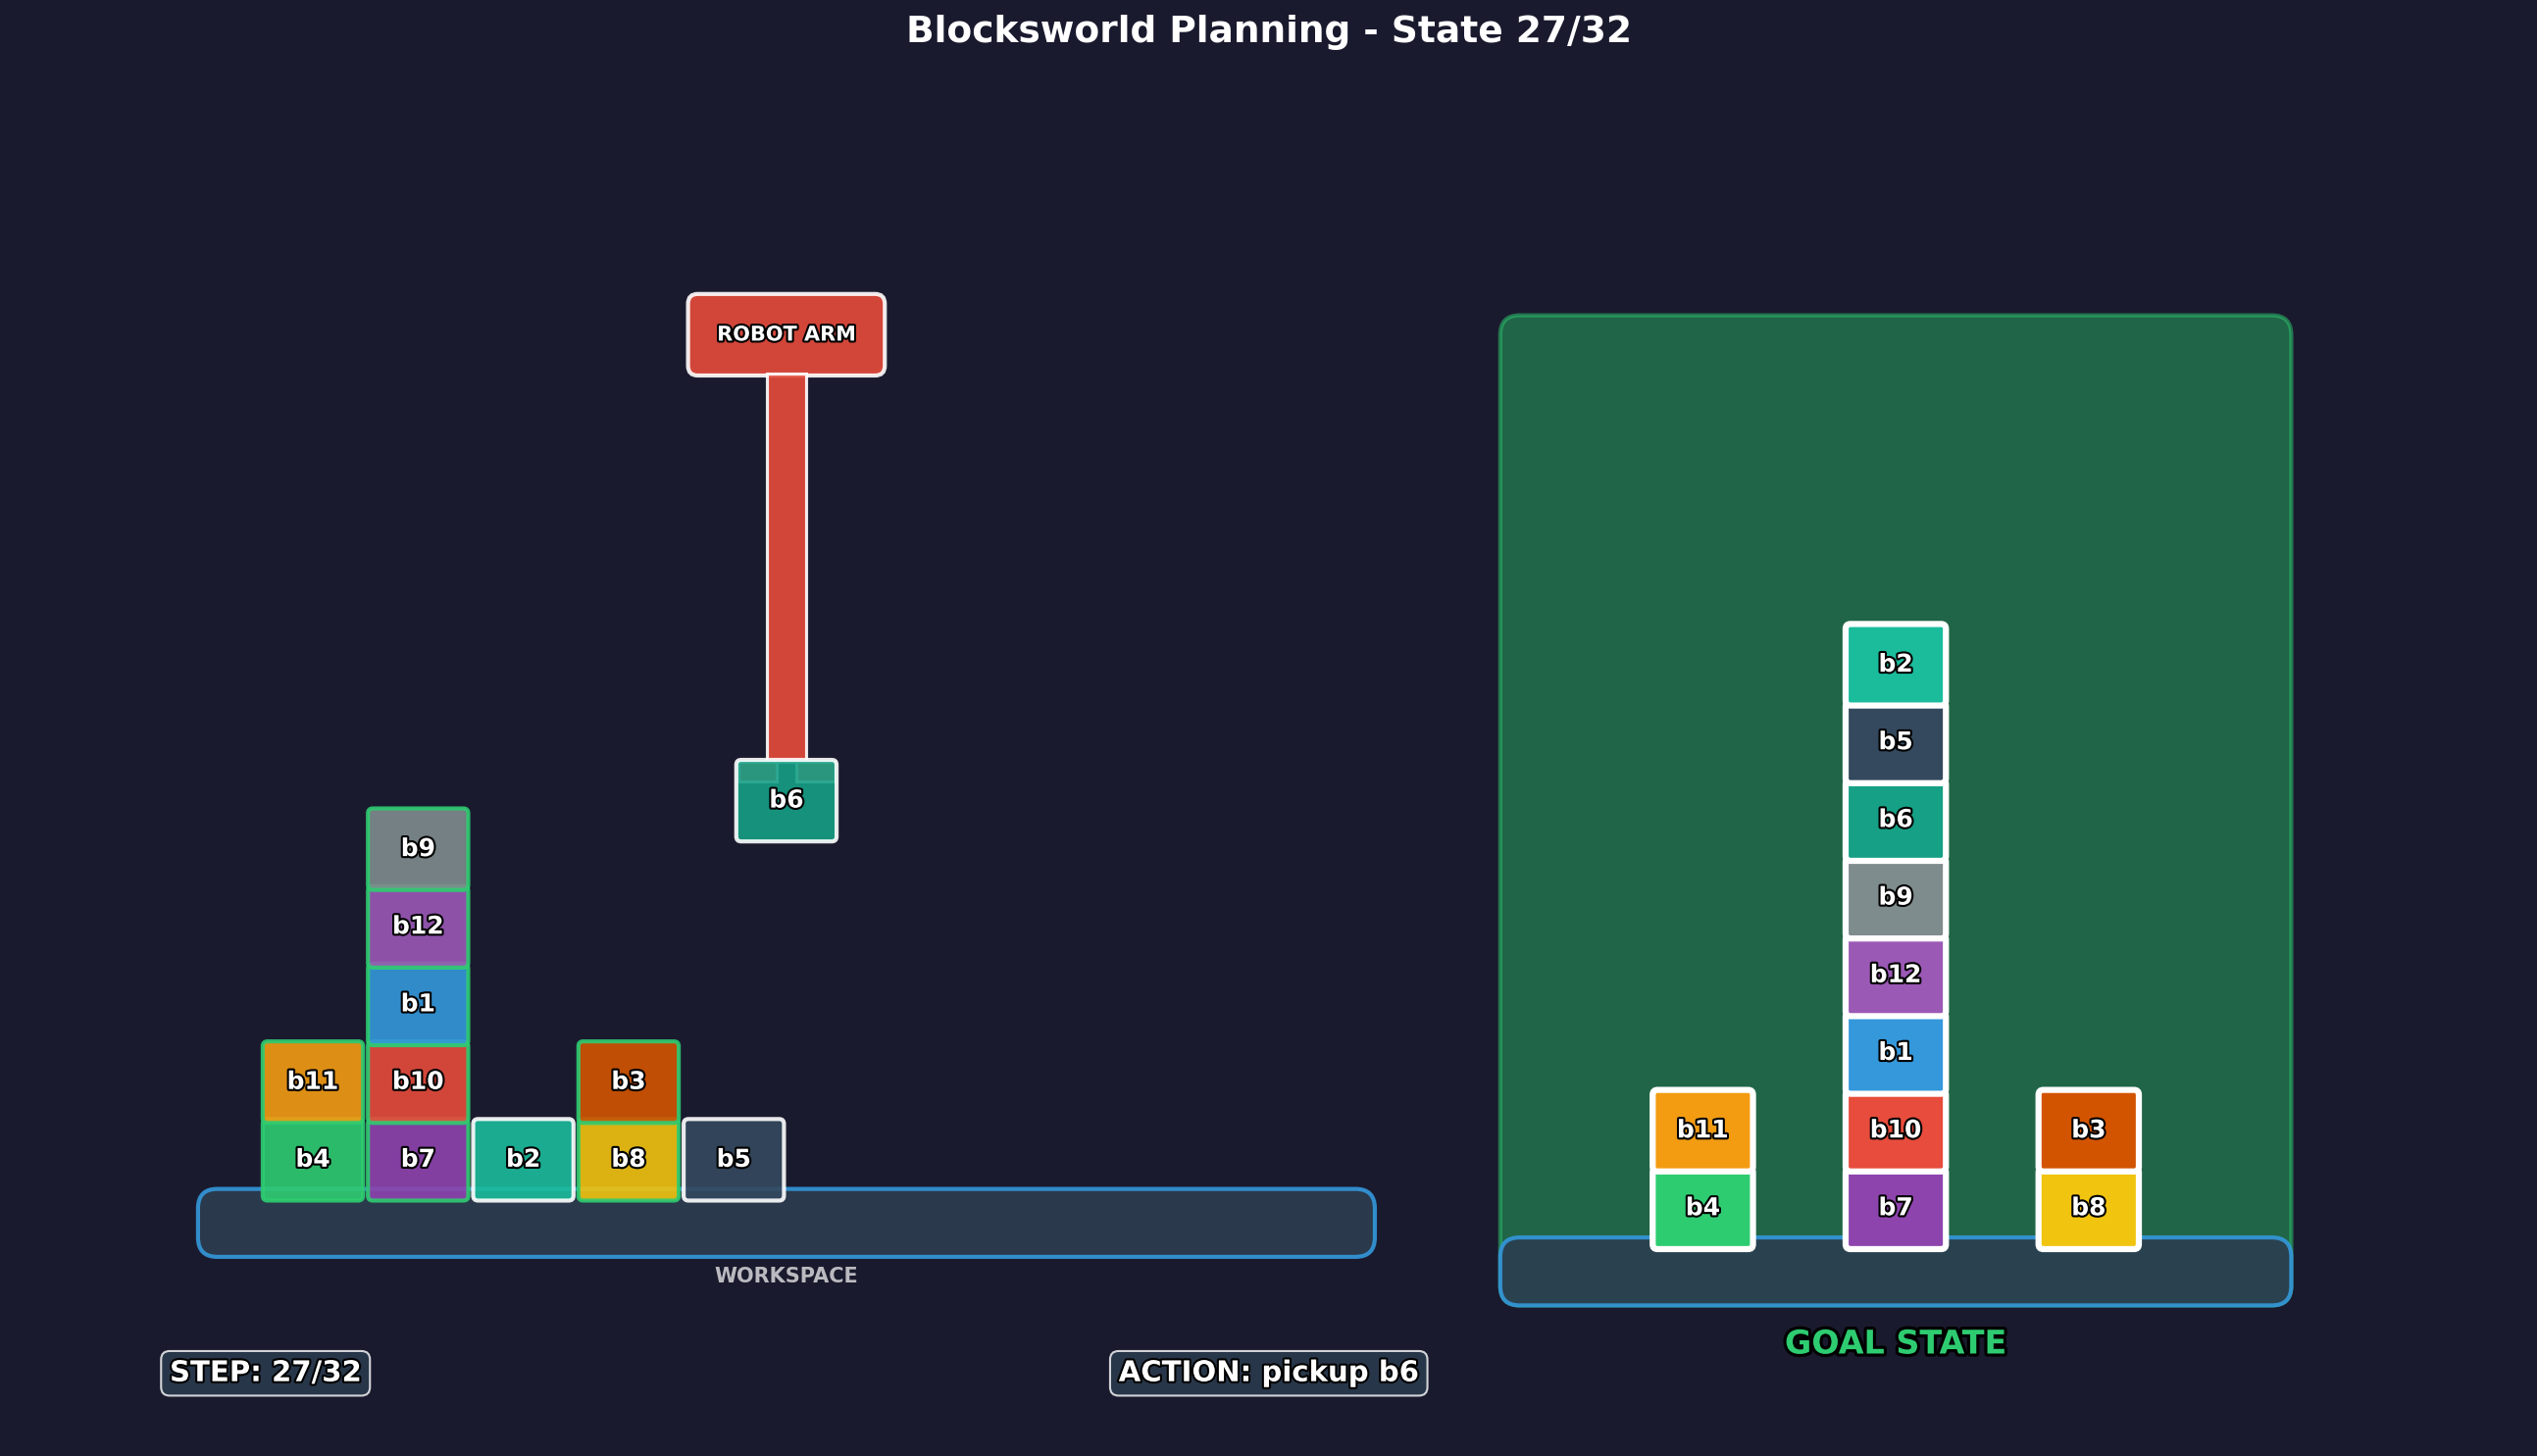 Blocksworld Planning - State 27/32
ROBOT ARM
b6
b9
b12
b1
b11
b10
b3
b4
b7
b2
b8
b5
WORKSPACE
b2
b5
b6
b9
b12
b1
b11
b10
b3
b4
b7
b8
GOAL STATE
STEP: 27/32
ACTION: pickup b6